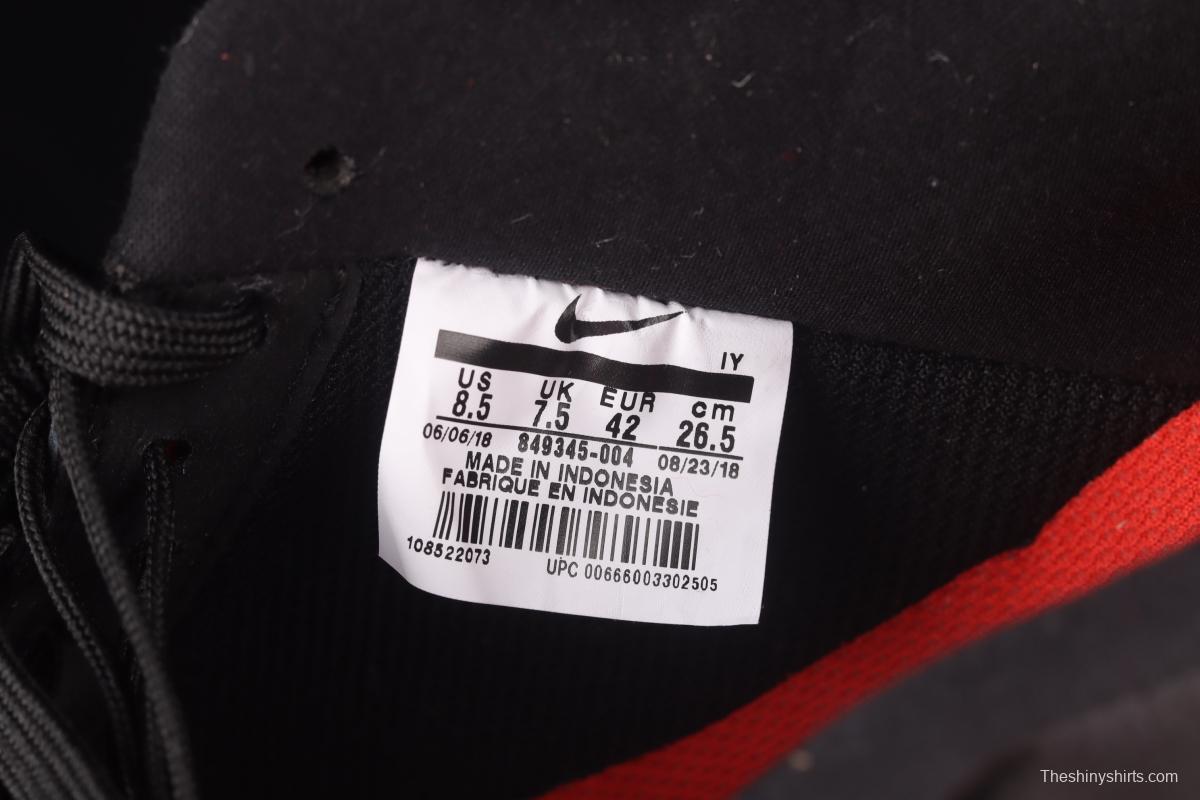 IY
US UK EUR cm
8.5 7.5 42 26.5
06/06/18 849345-004 08/23/18
MADE IN INDONESIA
FABRIQUE EN INDONESIE
108522073 UPC 00666003302505
Theshinyshirts.com